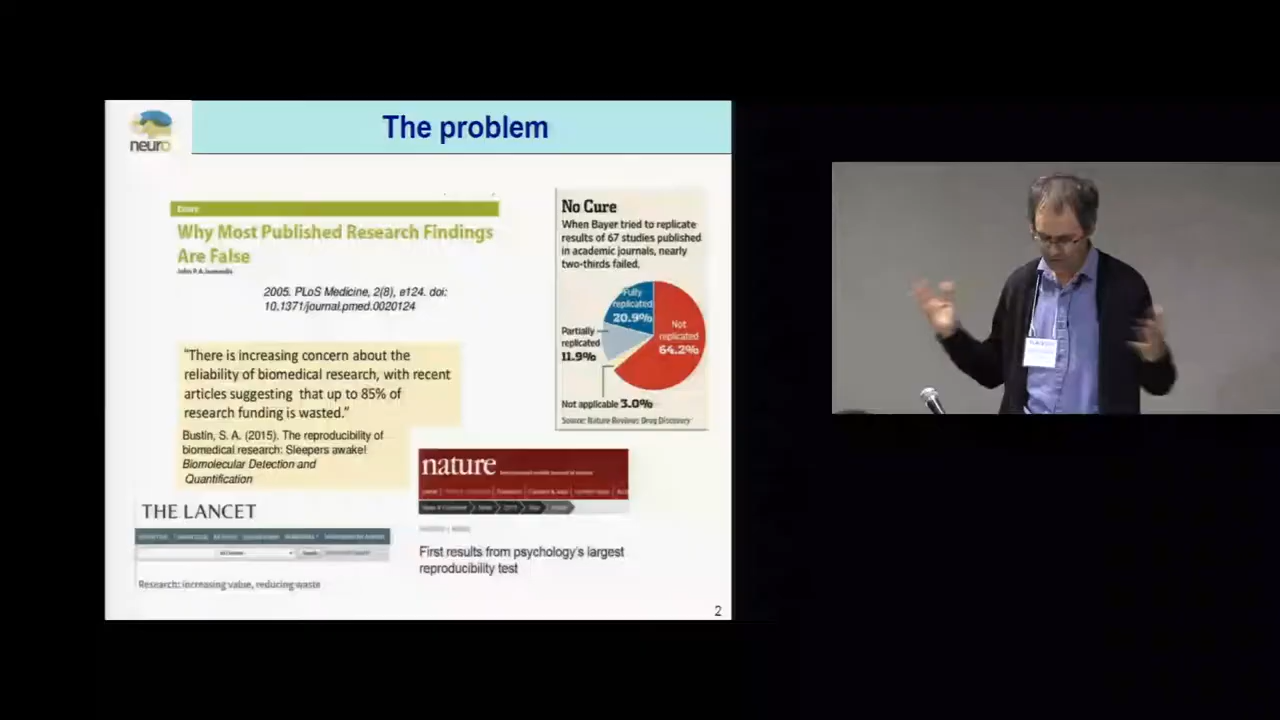 neuro
The problem
Essay
Why Most Published Research Findings
Are False
John P. A. Ioannidis
2005. PLoS Medicine, 2(8), e124. doi:
10.1371/journal.pmed.0020124
"There is increasing concern about the
reliability of biomedical research, with recent
articles suggesting that up to 85% of
research funding is wasted."
Bustin, S. A. (2015). The reproducibility of
biomedical research: Sleepers awake!
Biomolecular Detection and
Quantification
No Cure
When Bayer tried to replicate
results of 67 studies published
in academic journals, nearly
two-thirds failed.
Fully
replicated
20.9%
Not
replicated
64.2%
Partially
replicated
11.9%
Not applicable 3.0%
Source: Nature Reviews Drug Discovery
nature
First results from psychology's largest
reproducibility test
THE LANCET
Research: increasing value, reducing waste
2